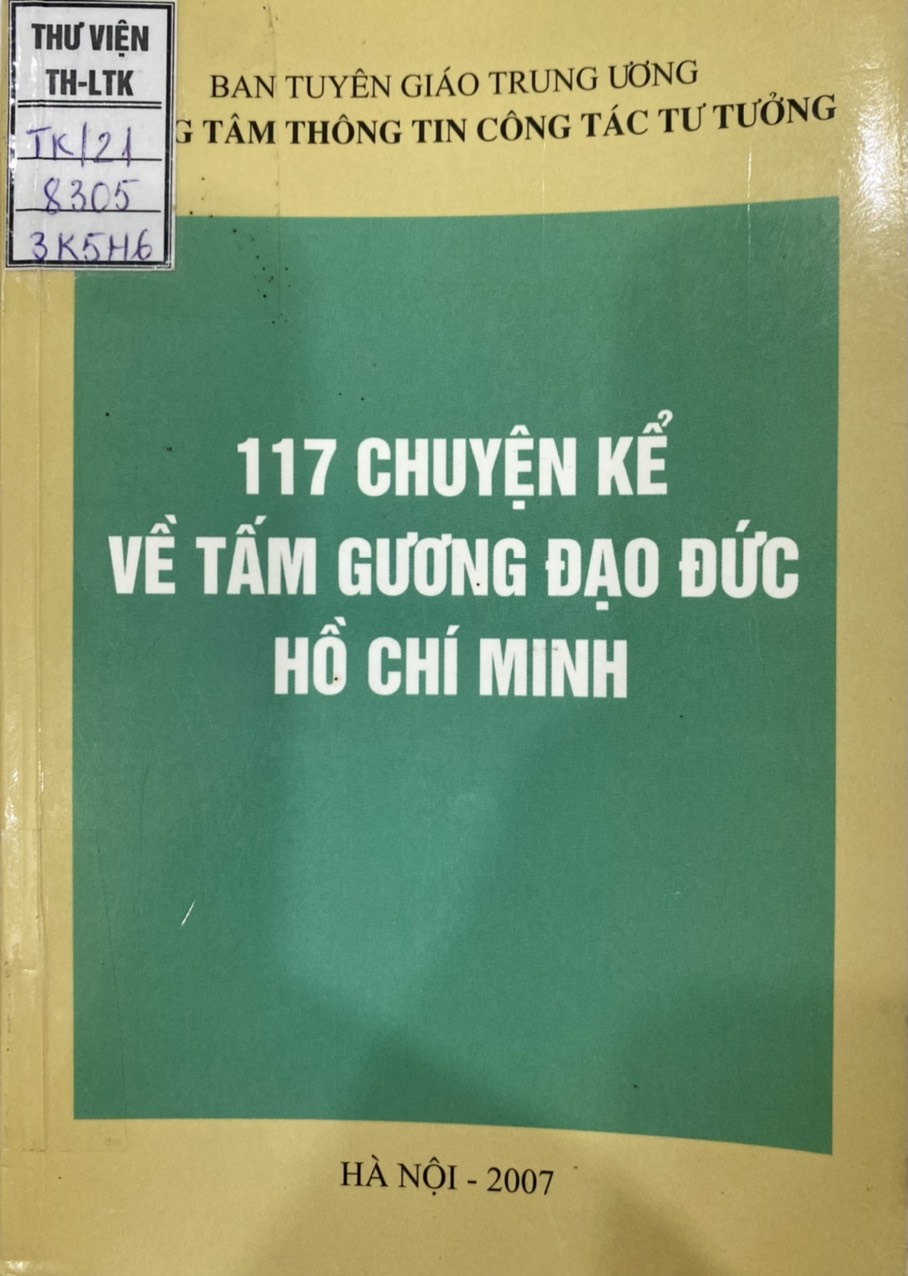 THƯ VIỆN
TH-LTK
TK/21
8305
3K5H6
BAN TUYÊN GIÁO TRUNG ƯƠNG
G TÂM THÔNG TIN CÔNG TÁC TƯ TƯỞNG
117 CHUYỆN KỂ
VỀ TẤM GƯƠNG ĐẠO ĐỨC
HỒ CHÍ MINH
HÀ NỘI - 2007